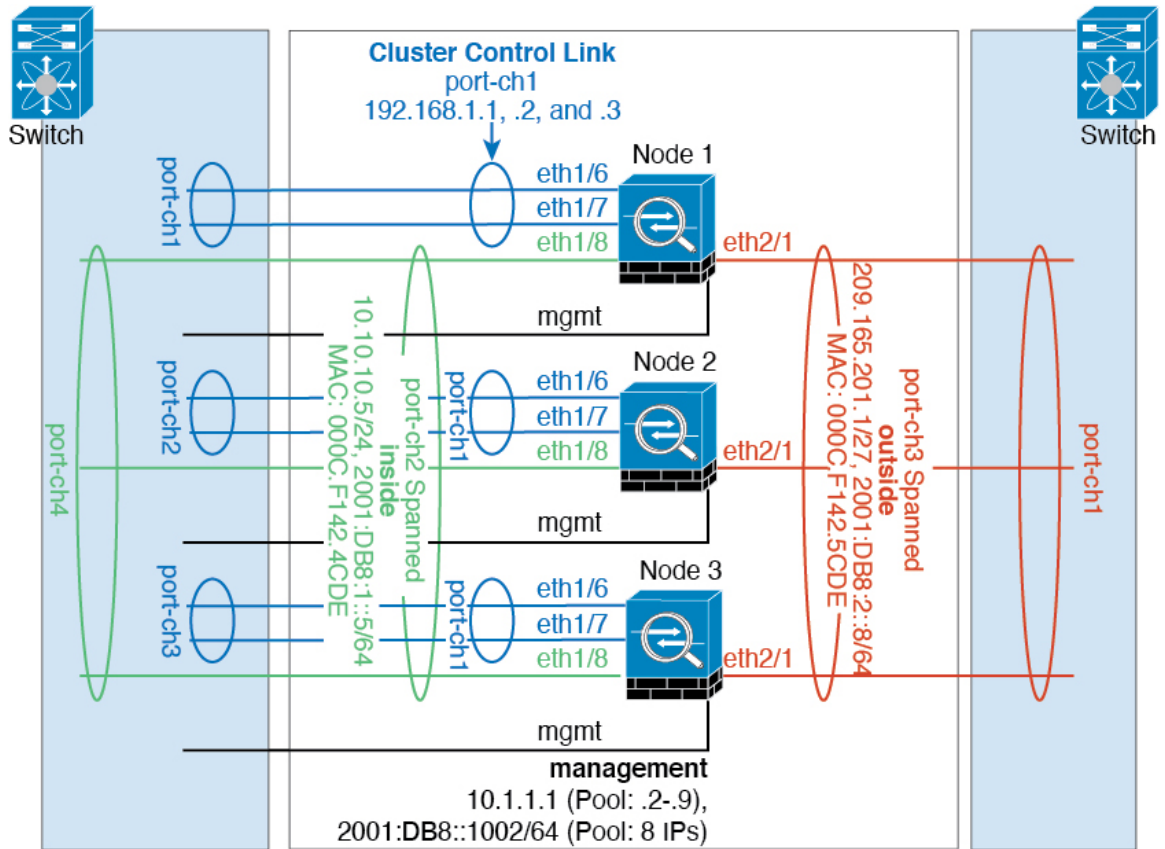 Switch
Switch
Cluster Control Link
port-ch1
192.168.1.1, .2, and .3
port-ch1
eth1/6
eth1/7
eth1/8
Node 1
eth2/1
mgmt
port-ch2
port-ch1
eth1/6
eth1/7
eth1/8
Node 2
eth2/1
mgmt
port-ch3
port-ch1
eth1/6
eth1/7
eth1/8
Node 3
eth2/1
mgmt
port-ch4
port-ch2 Spanned
inside
10.10.10.5/24, 2001:DB8:1::5/64
MAC: 000C.F142.4CDE
port-ch3 Spanned
outside
209.165.201.1/27, 2001:DB8:2::8/64
MAC: 000C.F142.5CDE
port-ch1
management
10.1.1.1 (Pool: .2-.9),
2001:DB8::1002/64 (Pool: 8 IPs)